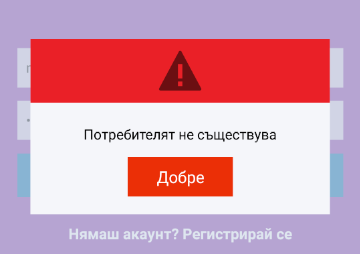 Потребителят не съществува
Добре
Нямаш акаунт? Регистрирай се